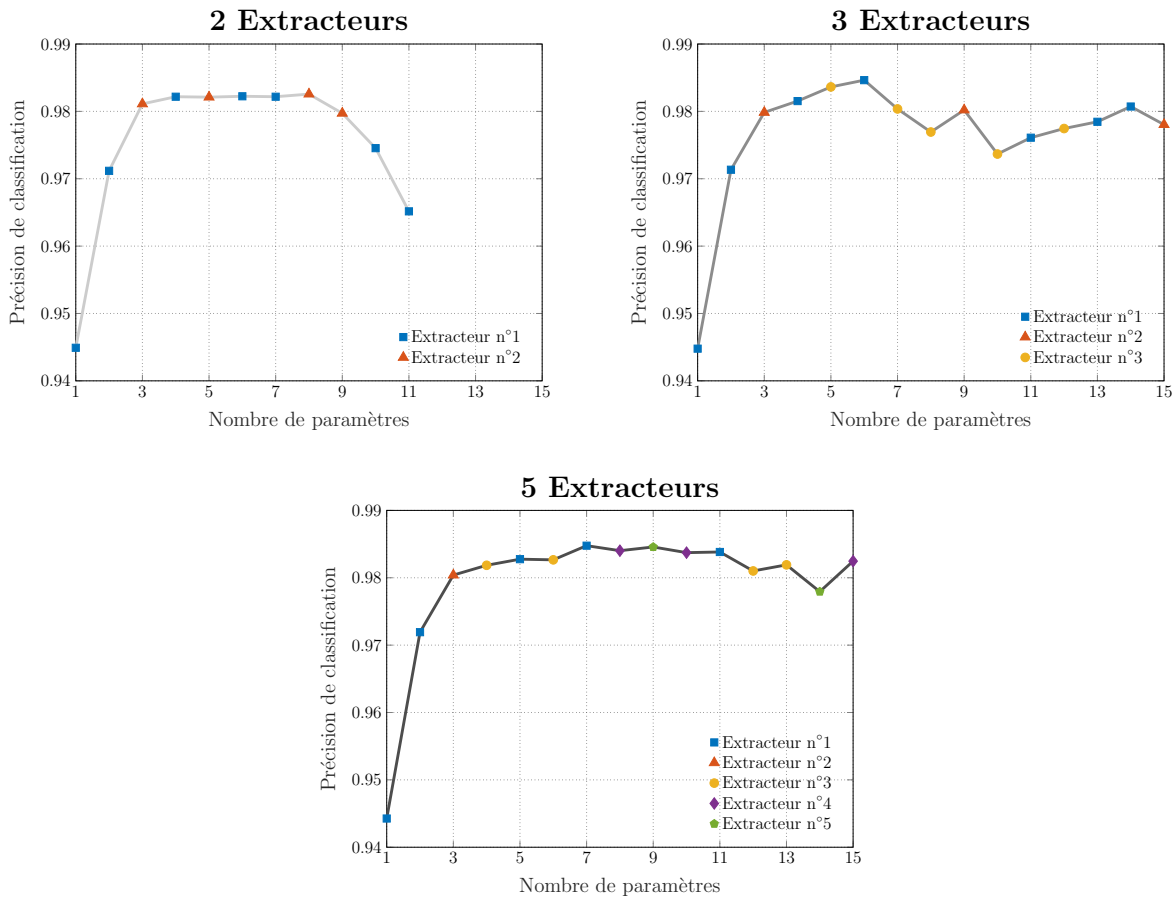 2 Extracteurs
0.99
0.98
0.97
0.96
0.95
0.94
Précision de classification
Extracteur n°1
Extracteur n°2
1 3 5 7 9 11 13 15
Nombre de paramètres
3 Extracteurs
0.99
0.98
0.97
0.96
0.95
0.94
Précision de classification
Extracteur n°1
Extracteur n°2
Extracteur n°3
1 3 5 7 9 11 13 15
Nombre de paramètres
5 Extracteurs
0.99
0.98
0.97
0.96
0.95
0.94
Précision de classification
Extracteur n°1
Extracteur n°2
Extracteur n°3
Extracteur n°4
Extracteur n°5
1 3 5 7 9 11 13 15
Nombre de paramètres